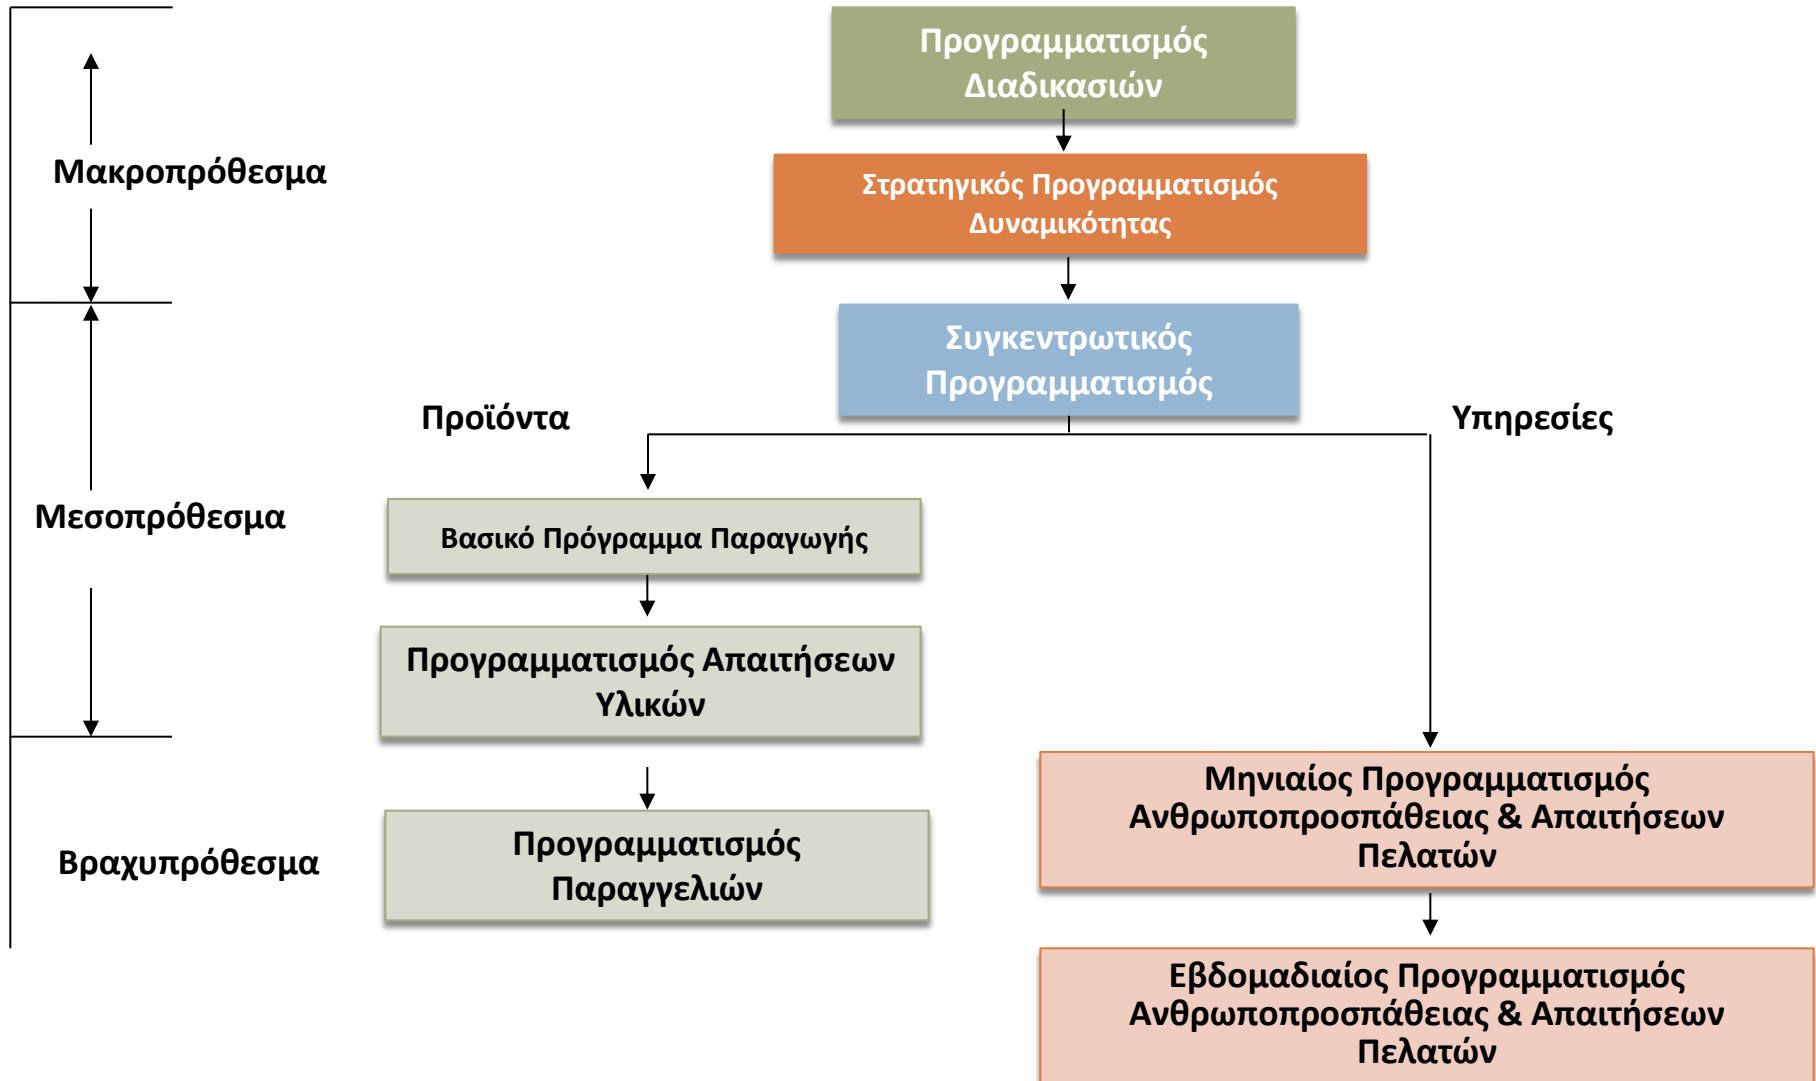 Προγραμματισμός
Διαδικασιών
Μακροπρόθεσμα
Στρατηγικός Προγραμματισμός
Δυναμικότητας
Συγκεντρωτικός
Προγραμματισμός
Προϊόντα
Υπηρεσίες
Μεσοπρόθεσμα
Βασικό Πρόγραμμα Παραγωγής
Προγραμματισμός Απαιτήσεων
Υλικών
Βραχυπρόθεσμα
Προγραμματισμός
Παραγγελιών
Μηνιαίος Προγραμματισμός
Ανθρωποπροσπάθειας & Απαιτήσεων
Πελατών
Εβδομαδιαίος Προγραμματισμός
Ανθρωποπροσπάθειας & Απαιτήσεων
Πελατών